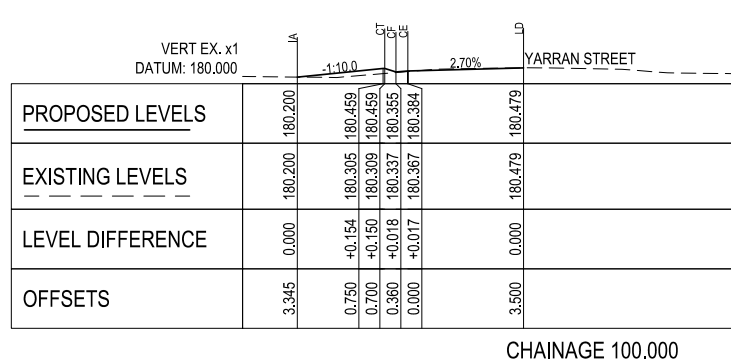 IA CT CF CE LD
VERT EX. x1
DATUM: 180.000
-1:10.0
2.70%
YARRAN STREET
PROPOSED LEVELS 180.200 180.459 180.459 180.355 180.384 180.479
EXISTING LEVELS 180.200 180.305 180.309 180.337 180.367 180.479
LEVEL DIFFERENCE 0.000 +0.154 +0.150 +0.018 +0.017 0.000
OFFSETS 3.345 0.750 0.700 0.360 0.000 3.500
CHAINAGE 100.000